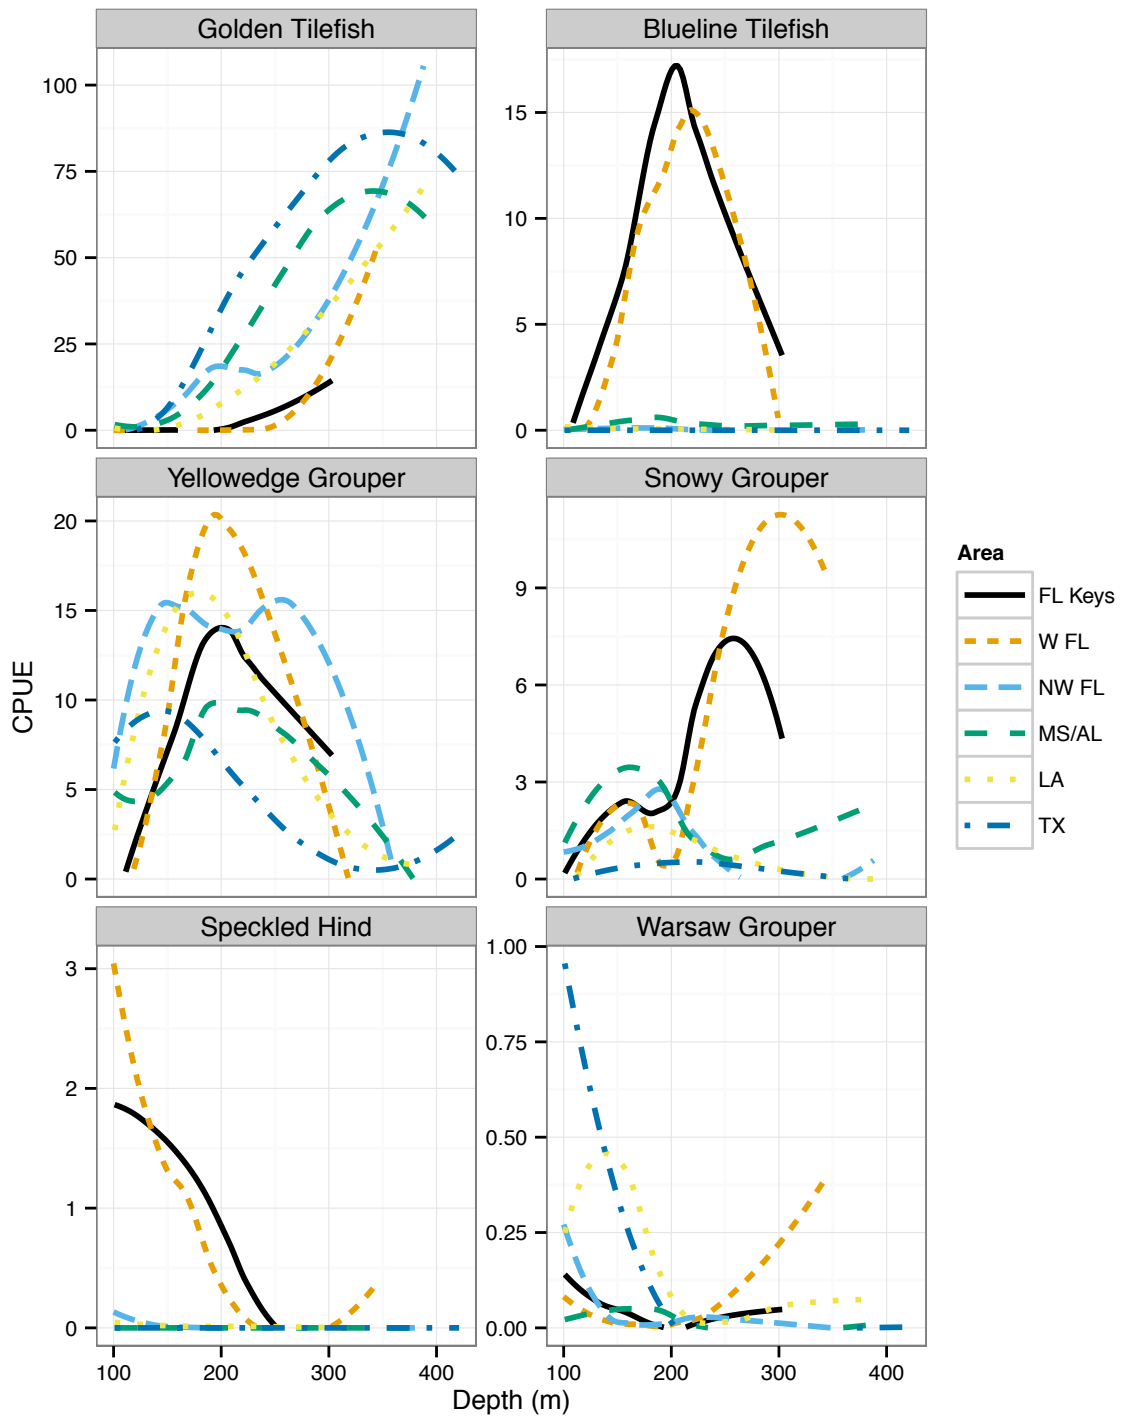 Golden Tilefish
Blueline Tilefish
100
75
50
25
0
15
10
5
0
Yellowedge Grouper
Snowy Grouper
20
15
10
5
0
9
6
3
0
CPUE
Area
FL Keys
W FL
NW FL
MS/AL
LA
TX
Speckled Hind
Warsaw Grouper
3
2
1
0
1.00
0.75
0.50
0.25
0.00
100 200 300 400
100 200 300 400
Depth (m)